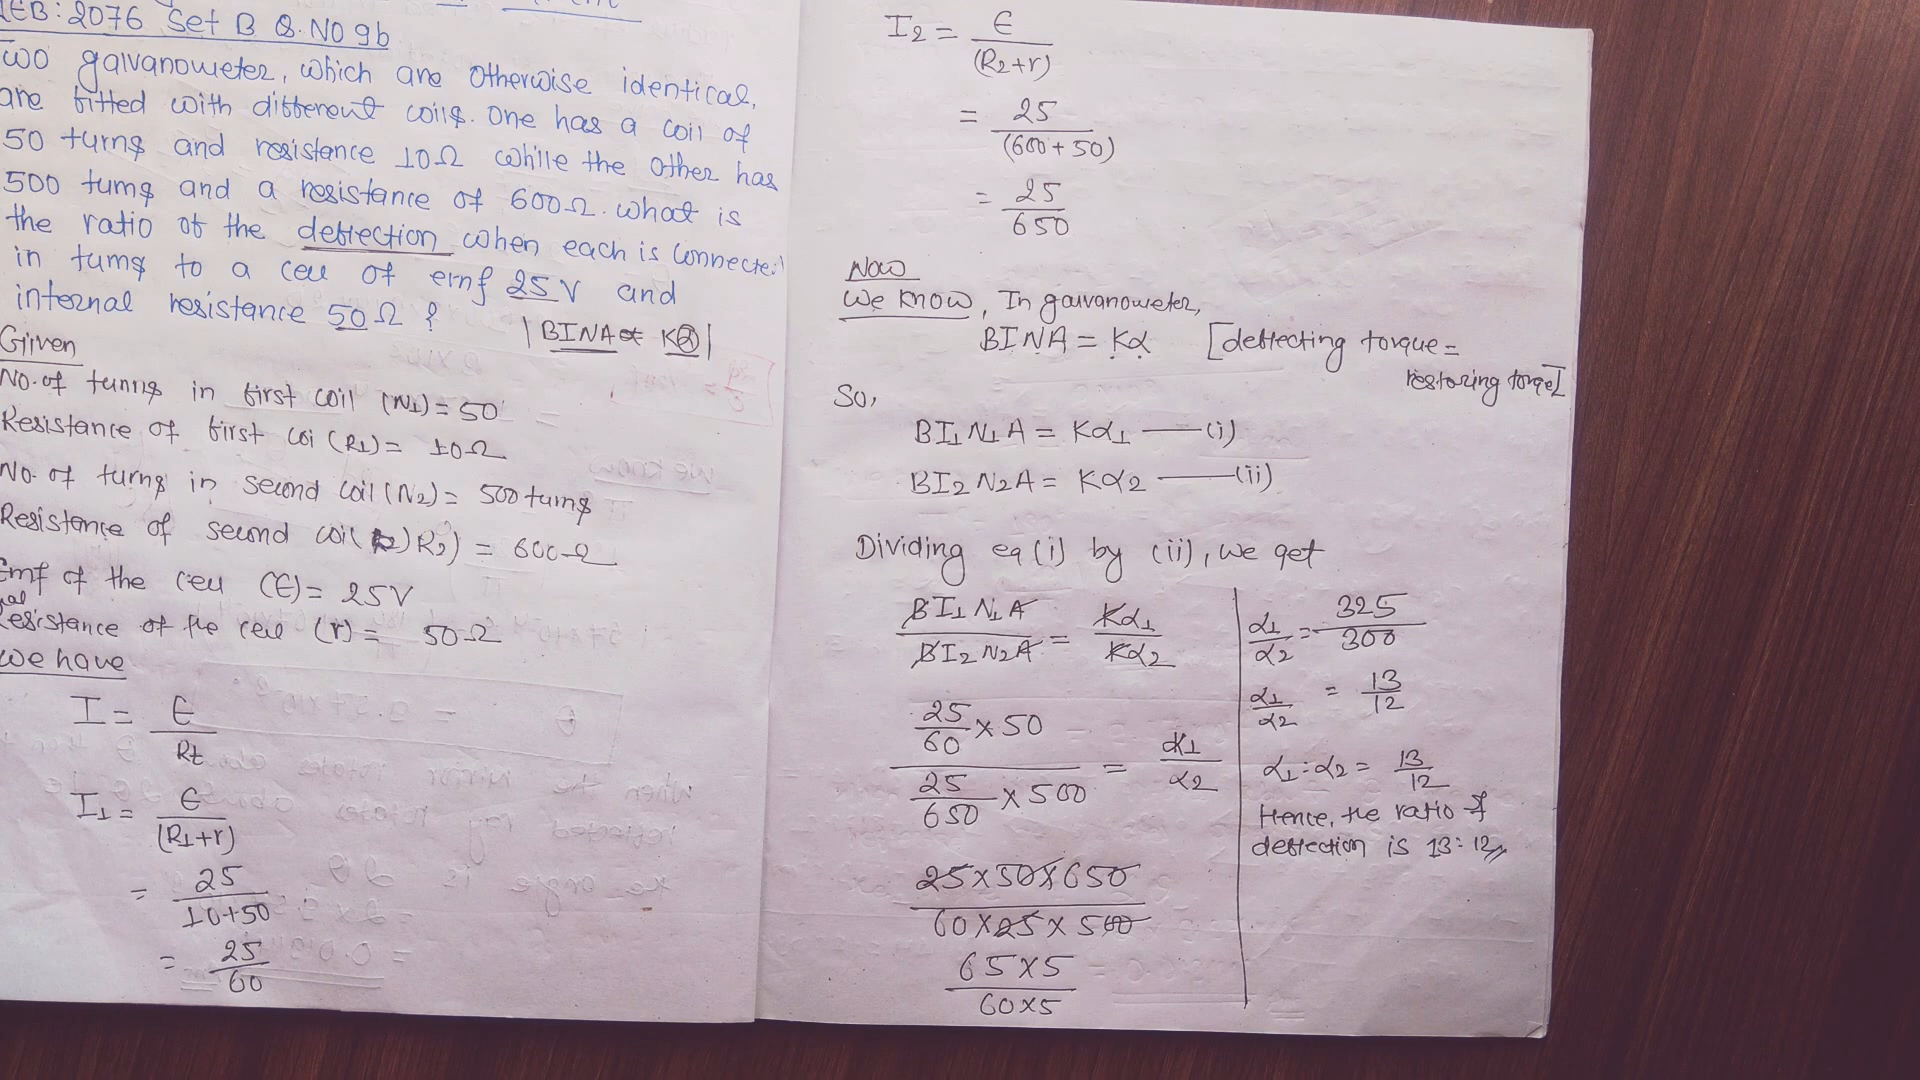 NEB: 2076 Set B Q. NO 9b
Two galvanometer, which are otherwise identical,
are fitted with different coils. One has a coil of
50 turns and resistance 10Ω while the other has
500 turns and a resistance of 600Ω. What is
the ratio of the deflection when each is connected
in turns to a cell of emf 25V and
internal resistance 50Ω ?
|BINA ∝ Kα|
Given
No. of turns in first coil (N1) = 50
Resistance of first coi (R1) = 10Ω
No. of turns in second coil (N2) = 500 turns
Resistance of second coil ( R2) = 600Ω
Emf of the cell (E) = 25V
Resistance of the cell (r) = 50Ω
We have
I = E/Rt
I1 = E/(R1+r)
= 25/10+50
= 25/60
I2 = E/(R2+r)
= 25/(600+50)
= 25/650
Now
We know, In galvanometer,
BINA = Kα [deflecting torque =
restoring torqe]
So,
BI1N1A = Kα1 —(i)
BI2N2A = Kα2 —(ii)
Dividing eq (i) by (ii), we get
BI1N1A/BI2N2A = Kα1/Kα2
25/60 × 50 / 25/650 × 500 = α1/α2
25×50×650/60×25×500
65×5/60×5
α1/α2 = 325/300
α1/α2 = 13/12
α1:α2 = 13/12
Hence, the ratio of
deflection is 13:12//